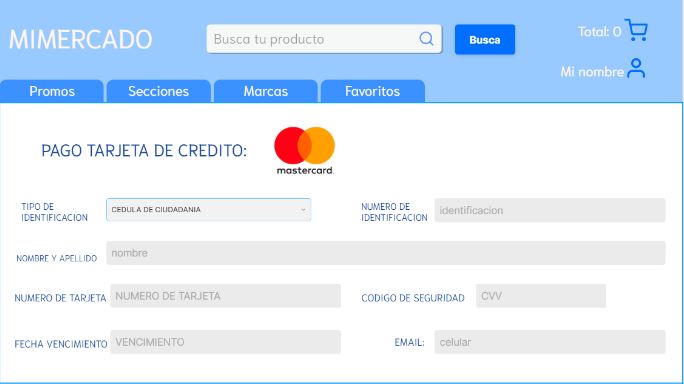 MIMERCADO
Busca tu producto
Busca
Total: 0
Mi nombre
Promos
Secciones
Marcas
Favoritos
PAGO TARJETA DE CREDITO:
mastercard.
TIPO DE
IDENTIFICACION
CEDULA DE CIUDADANIA
NUMERO DE
IDENTIFICACION
identificacion
NOMBRE Y APELLIDO
nombre
NUMERO DE TARJETA
NUMERO DE TARJETA
CODIGO DE SEGURIDAD
CVV
FECHA VENCIMIENTO
VENCIMIENTO
EMAIL:
celular